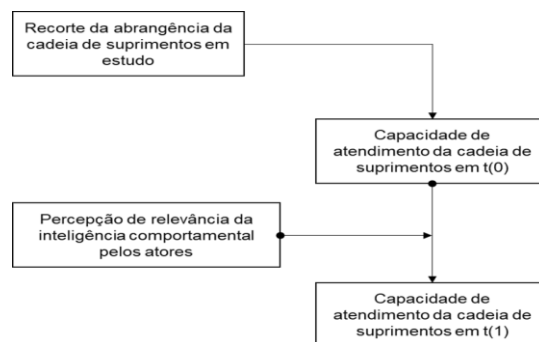 Recorte da abrangência da
cadeia de suprimentos em
estudo
Capacidade de
atendimento da cadeia de
suprimentos em t(0)
Percepção de relevância da
inteligência comportamental
pelos atores
Capacidade de
atendimento da cadeia de
suprimentos em t(1)